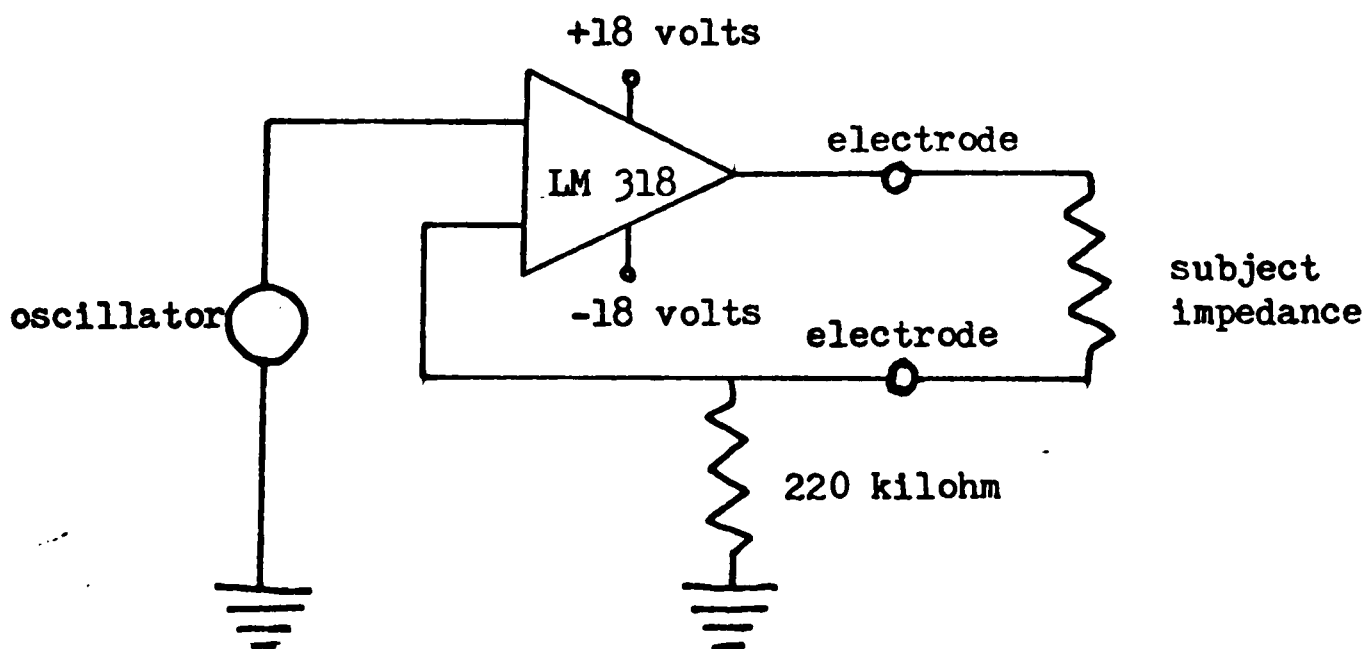 +18 volts
electrode
LM 318
subject
impedance
oscillator
-18 volts
electrode
220 kilohm